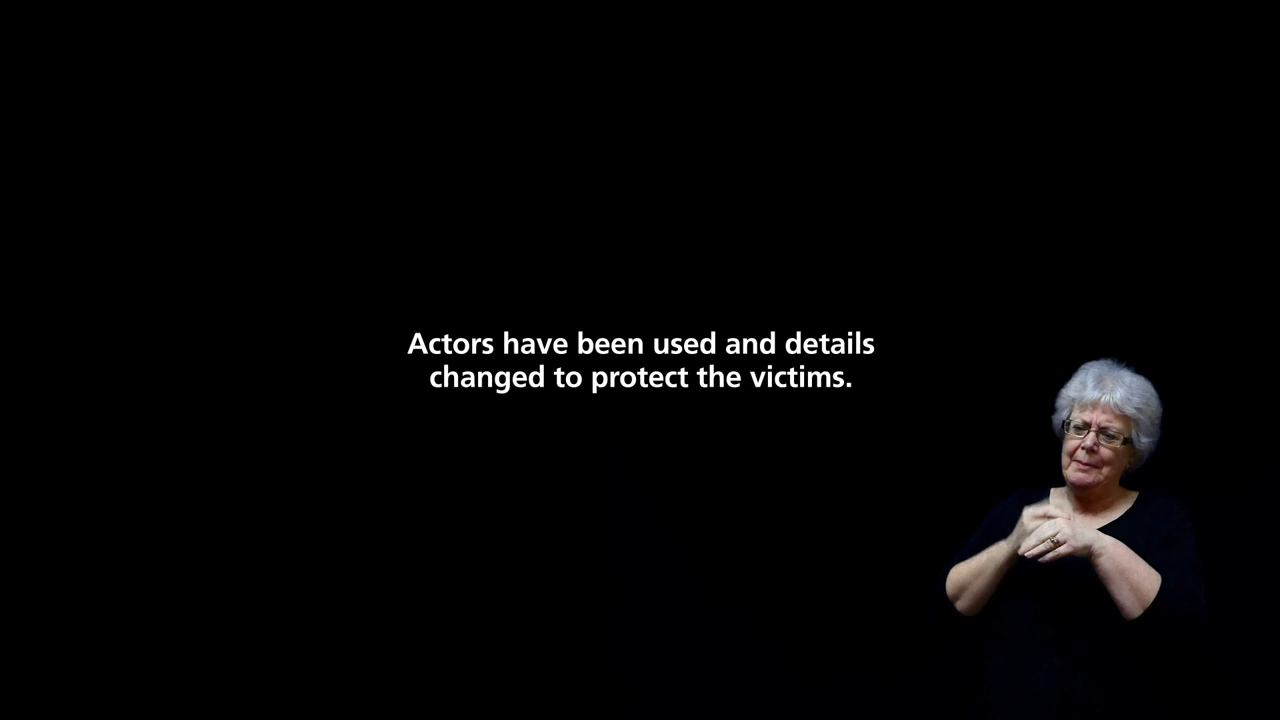 Actors have been used and details
changed to protect the victims.